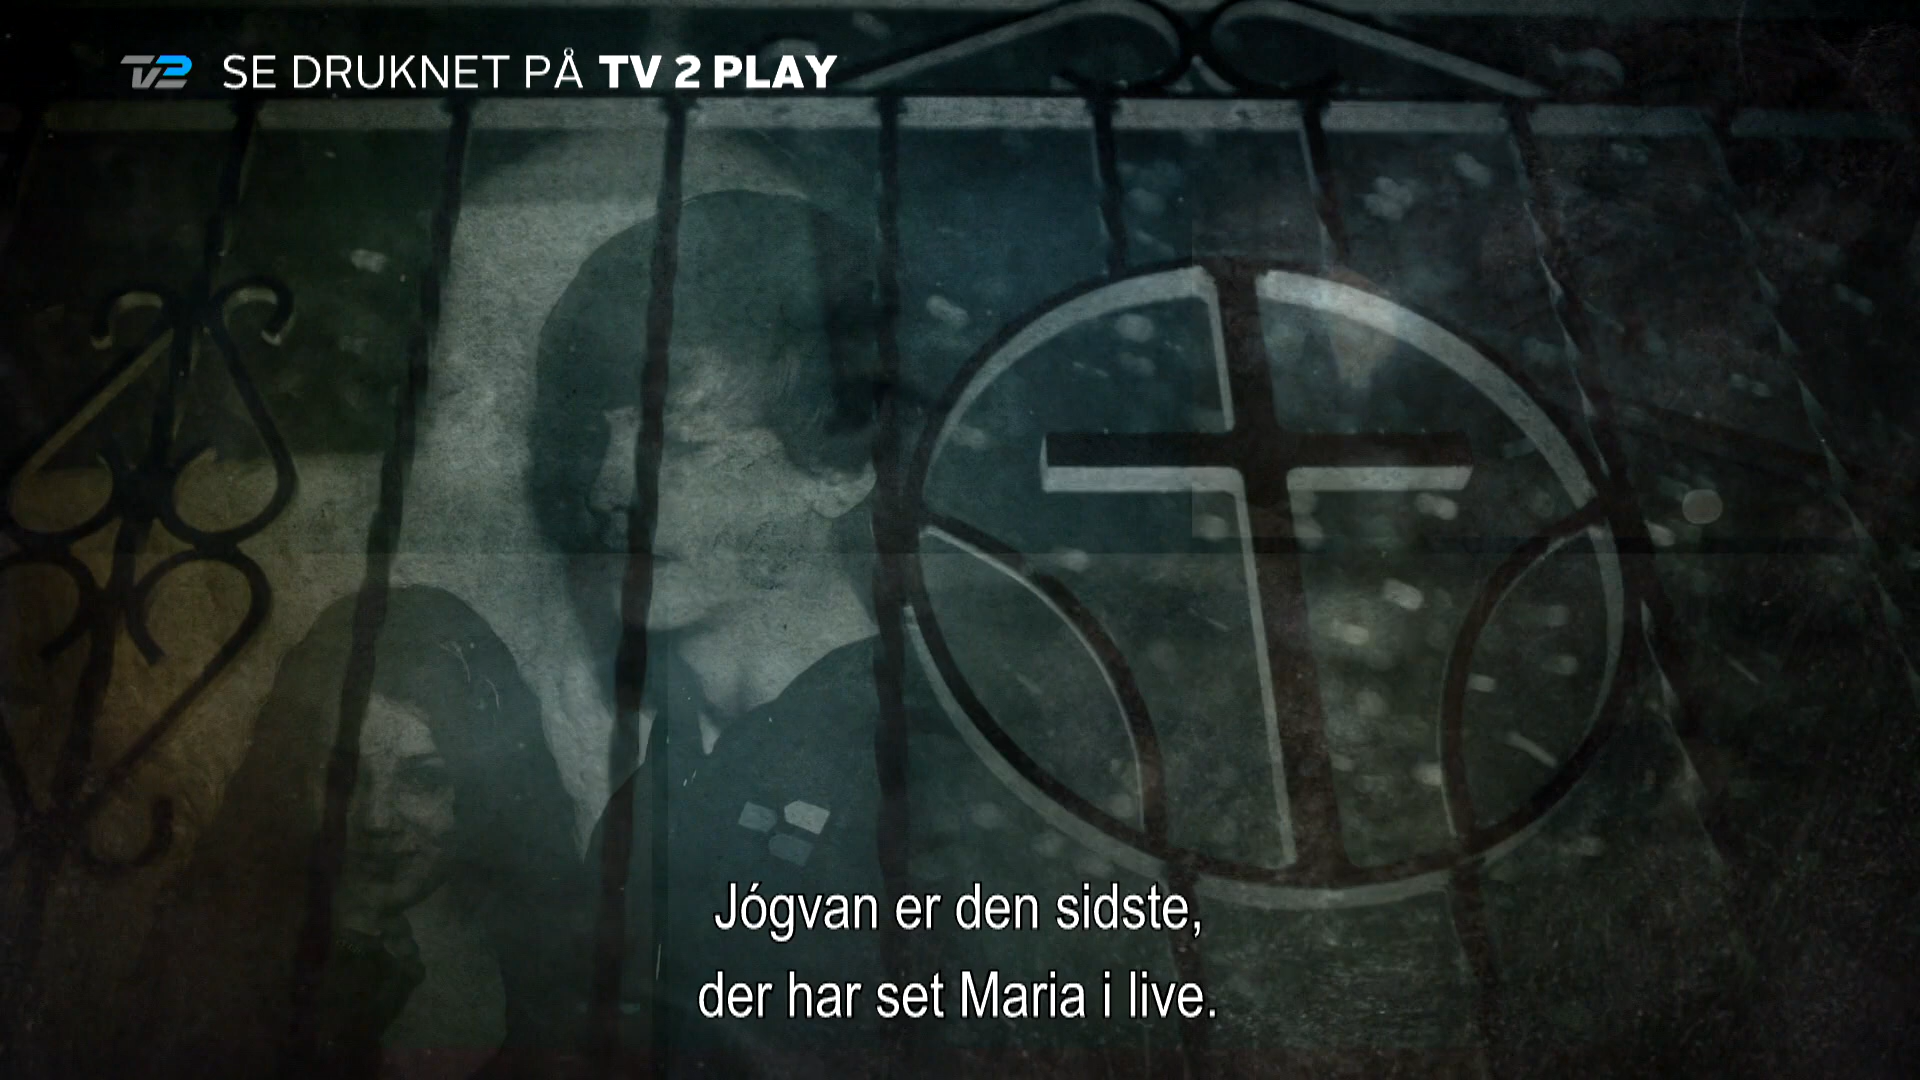 TV2 SE DRUKNET PÅ TV 2 PLAY
Jógvan er den sidste,
der har set Maria i live.